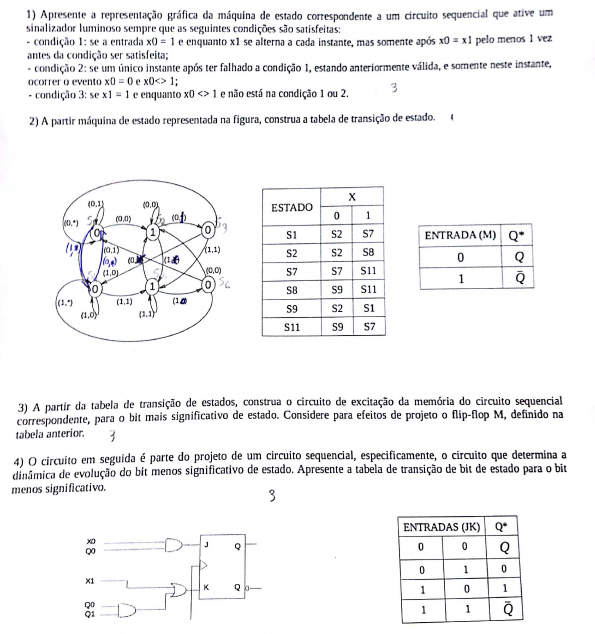 1) Apresente a representação gráfica da máquina de estado correspondente a um circuito sequencial que ative um
sinalizador luminoso sempre que as seguintes condições são satisfeitas:
- condição 1: se a entrada x0 = 1 e enquanto x1 se alterna a cada instante, mas somente após x0 = x1 pelo menos 1 vez
antes da condição ser satisfeita;
- condição 2: se um único instante após ter falhado a condição 1, estando anteriormente válida, e somente neste instante,
ocorrer o evento x0 = 0 e x0<> 1;
- condição 3: se x1 = 1 e enquanto x0 <> 1 e não está na condição 1 ou 2.
3
2) A partir máquina de estado representada na figura, construa a tabela de transição de estado.
(0,1) (0,0)
(0,*) (0,0)
0 1 0
(0,1) (1,1)
(1,0) (0,0)
0 1 0
(1,*) (1,1)
(1,0) (1,1)
ESTADO X
0 1
S1 S2 S7
S2 S2 S8
S7 S7 S11
S8 S9 S11
S9 S2 S1
S11 S9 S7
ENTRADA (M) Q*
0 Q
1 Q̄
3) A partir da tabela de transição de estados, construa o circuito de excitação da memória do circuito sequencial
correspondente, para o bit mais significativo de estado. Considere para efeitos de projeto o flip-flop M, definido na
tabela anterior.
3
4) O circuito em seguida é parte do projeto de um circuito sequencial, especificamente, o circuito que determina a
dinâmica de evolução do bit menos significativo de estado. Apresente a tabela de transição de bit de estado para o bit
menos significativo.
3
X0
Q0
J Q
X1
K Q
Q0
Q1
ENTRADAS (JK) Q*
0 0 Q
0 1 0
1 0 1
1 1 Q̄